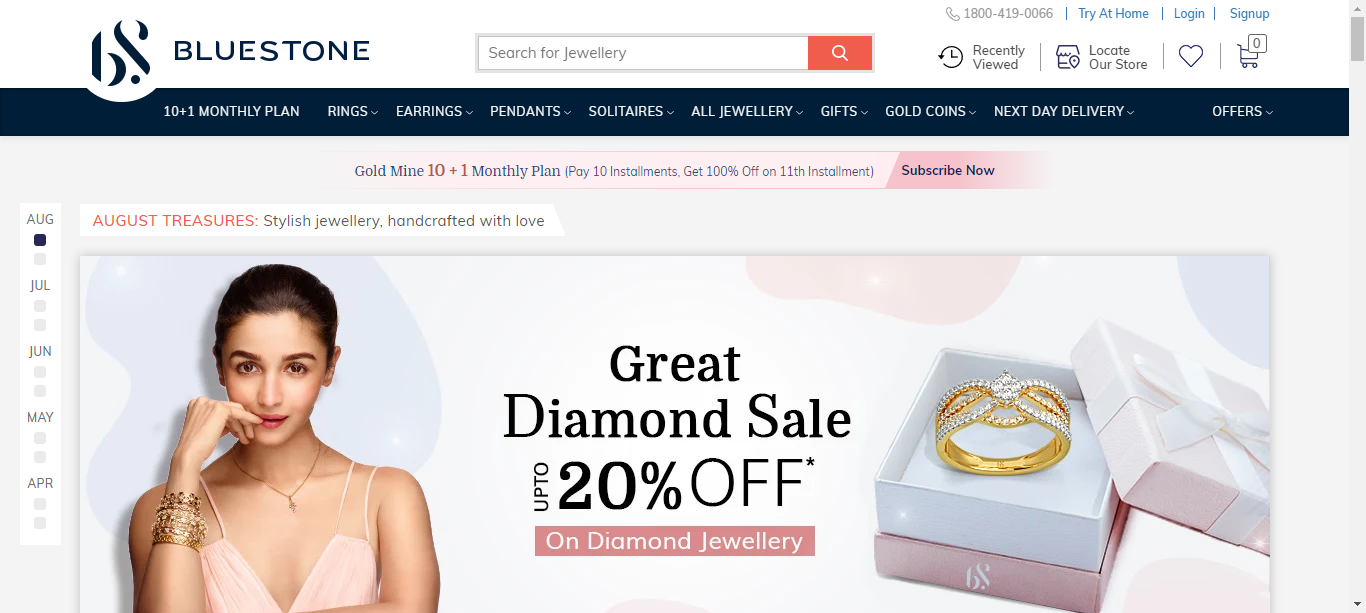 1800-419-0066
Try At Home
Login
Signup
BLUESTONE
Search for Jewellery
Recently
Viewed
Locate
Our Store
0
10+1 MONTHLY PLAN
RINGS
EARRINGS
PENDANTS
SOLITAIRES
ALL JEWELLERY
GIFTS
GOLD COINS
NEXT DAY DELIVERY
OFFERS
Gold Mine 10 + 1 Monthly Plan (Pay 10 Installments, Get 100% Off on 11th Installment)
Subscribe Now
AUG
JUL
JUN
MAY
APR
AUGUST TREASURES: Stylish jewellery, handcrafted with love
Great
Diamond Sale
UPTO 20% OFF*
On Diamond Jewellery